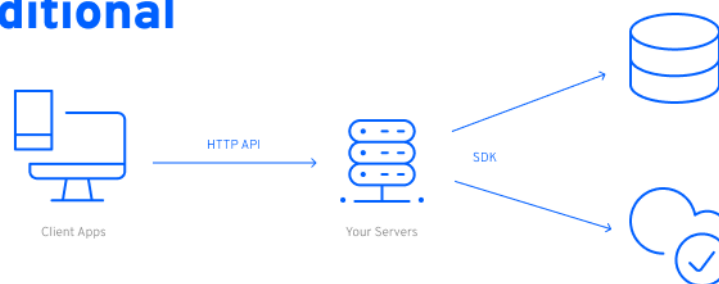 ditional
HTTP API
SDK
Client Apps
Your Servers